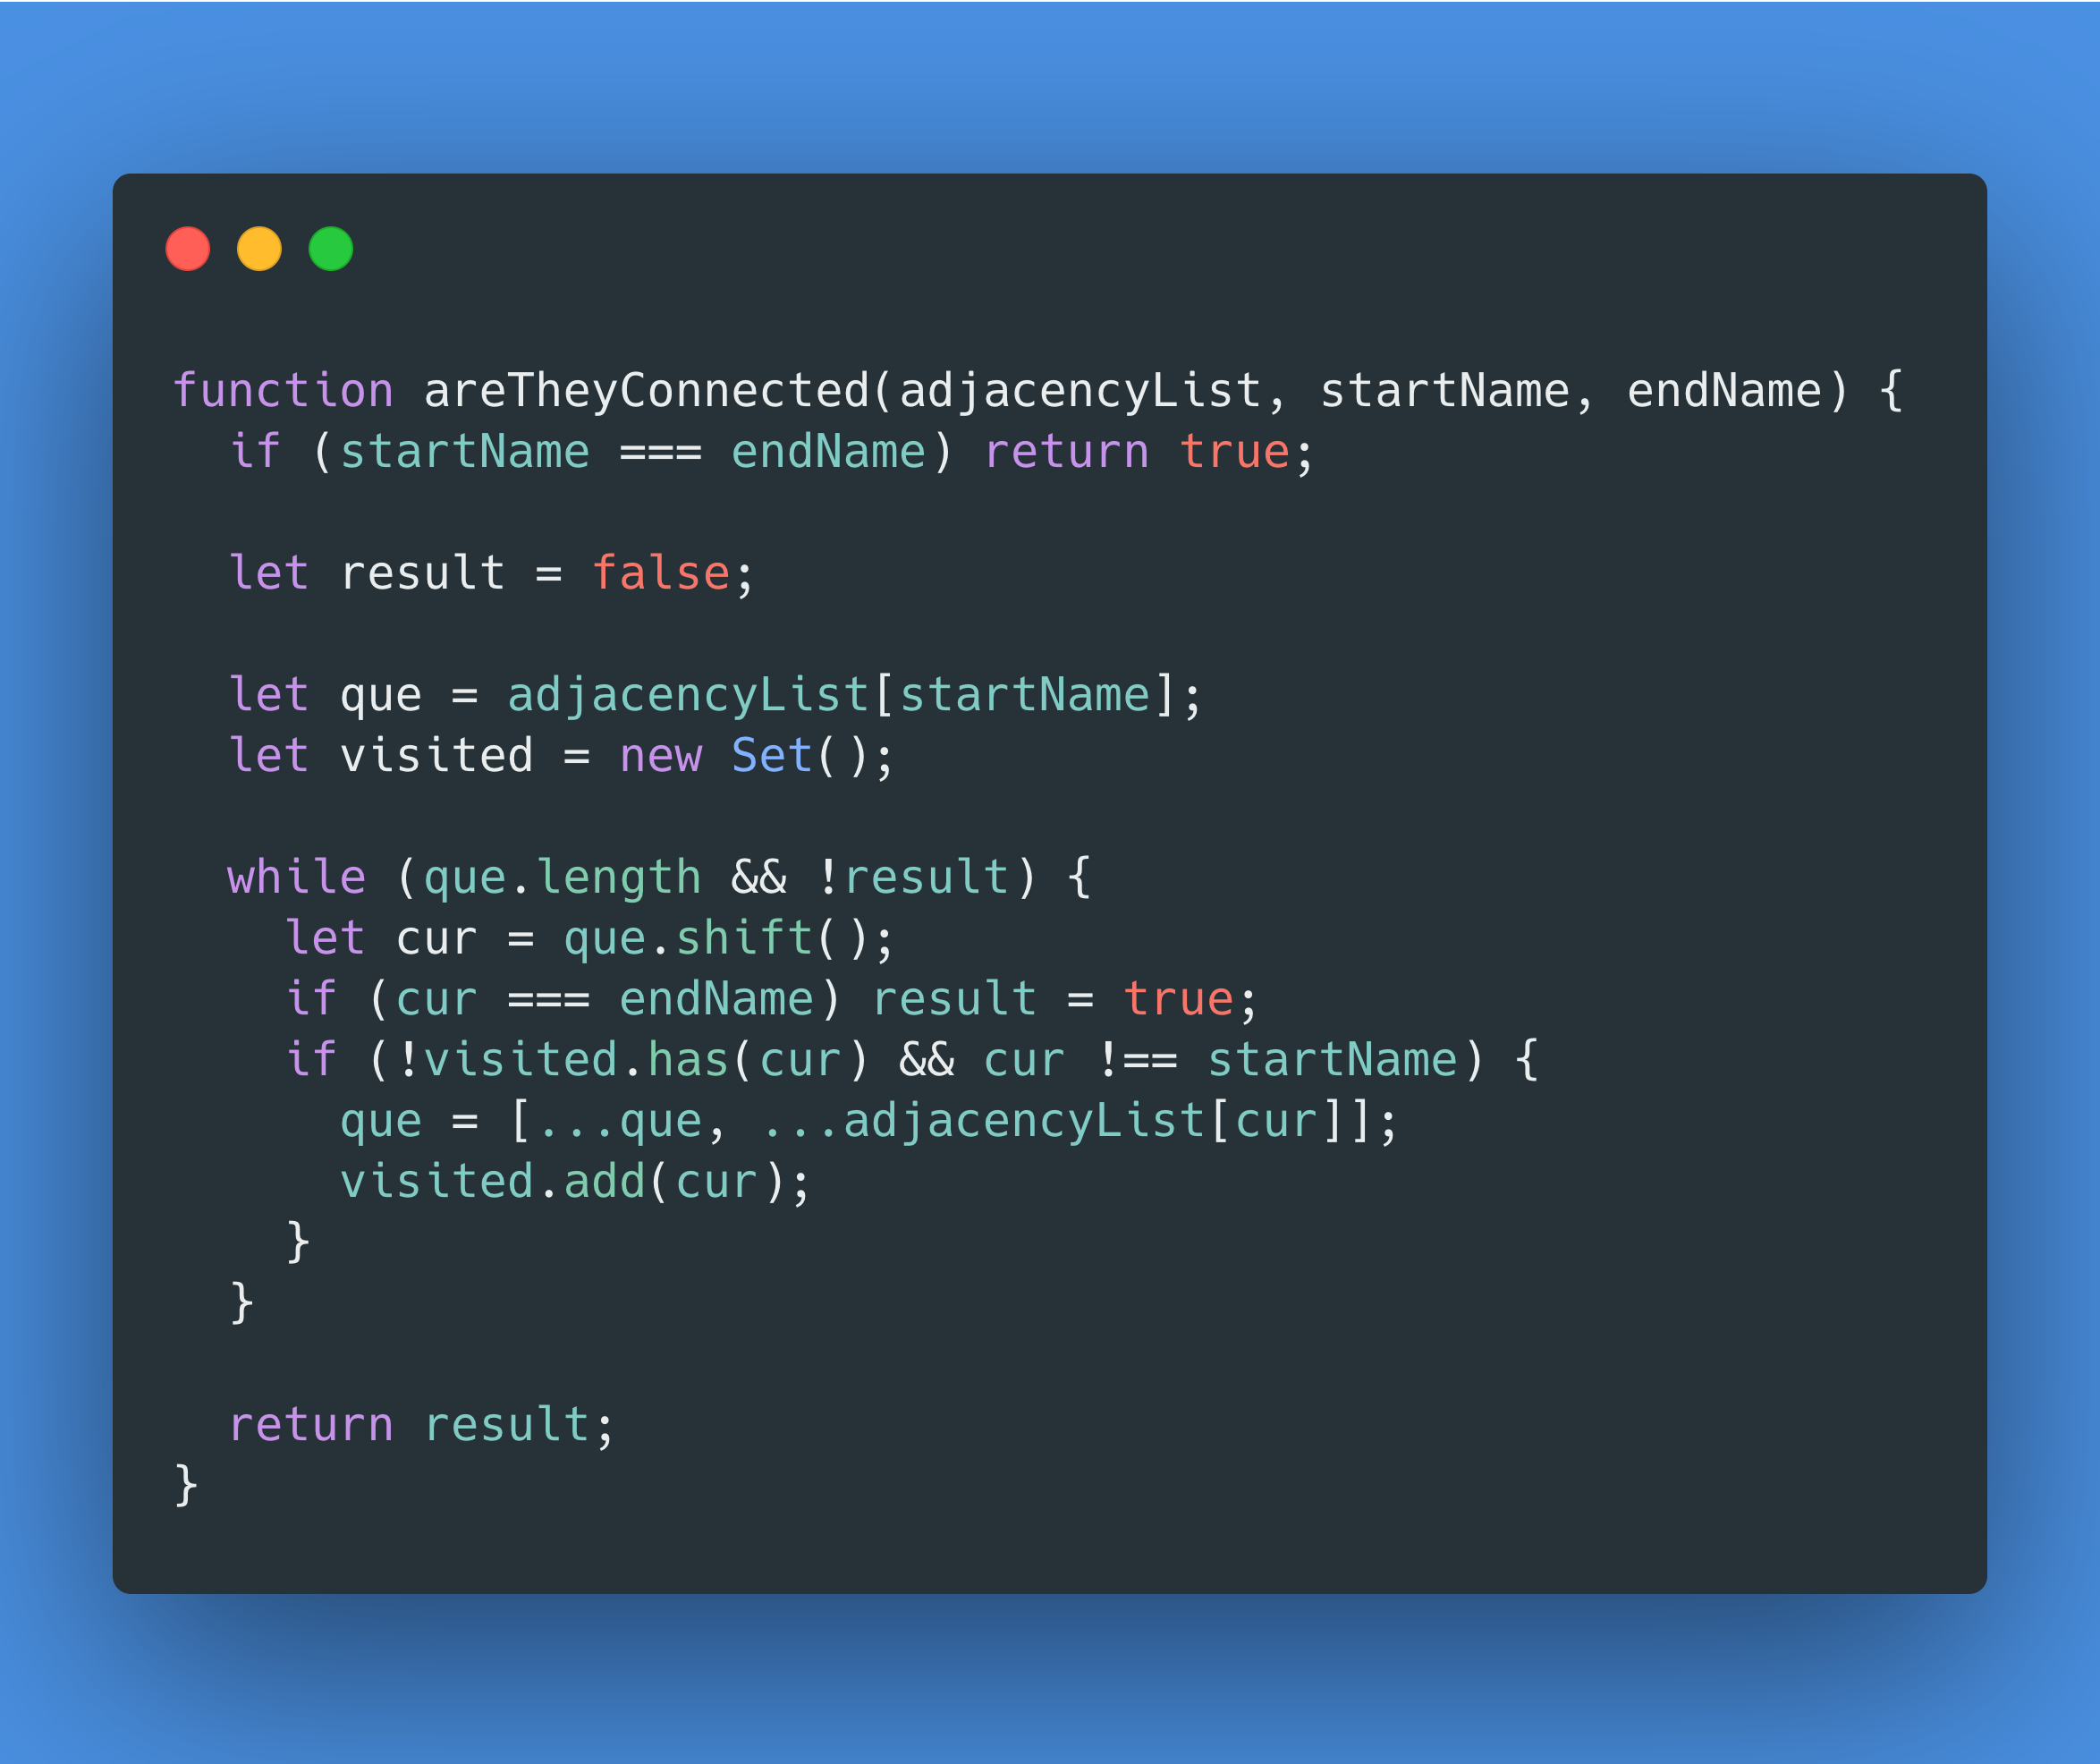 function areTheyConnected(adjacencyList, startName, endName) {
  if (startName === endName) return true;

  let result = false;

  let que = adjacencyList[startName];
  let visited = new Set();

  while (que.length && !result) {
    let cur = que.shift();
    if (cur === endName) result = true;
    if (!visited.has(cur) && cur !== startName) {
      que = [...que, ...adjacencyList[cur]];
      visited.add(cur);
    }
  }

  return result;
}